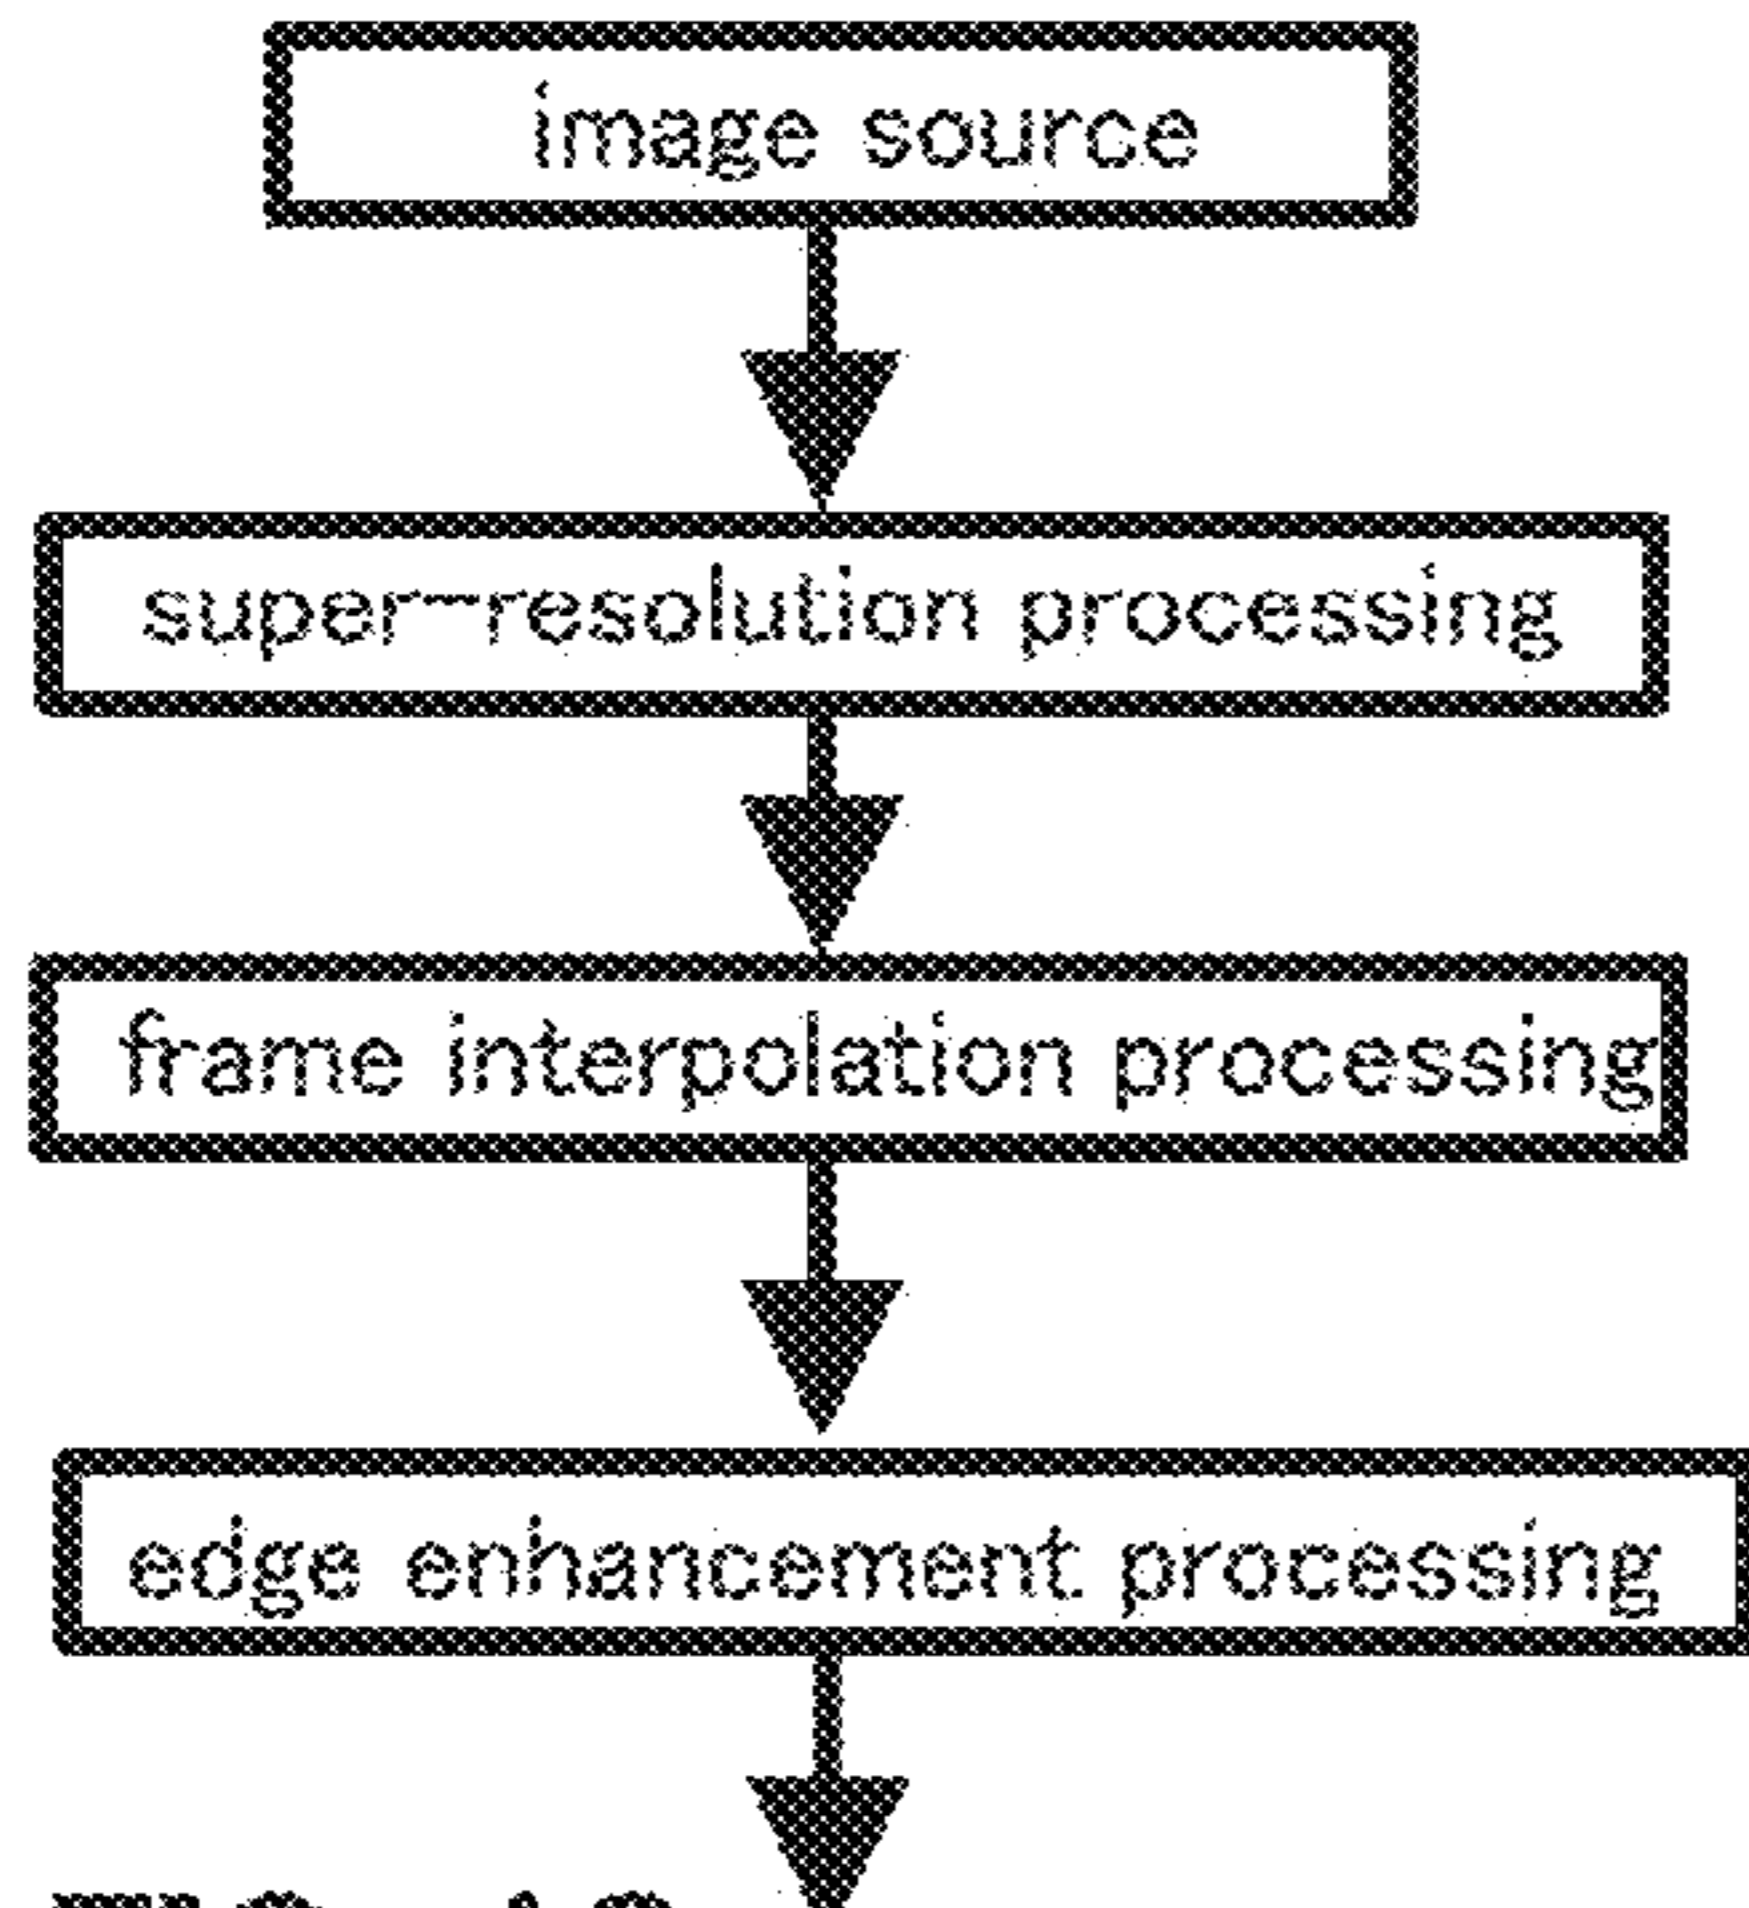 image source
super-resolution processing
frame interpolation processing
edge enhancement processing